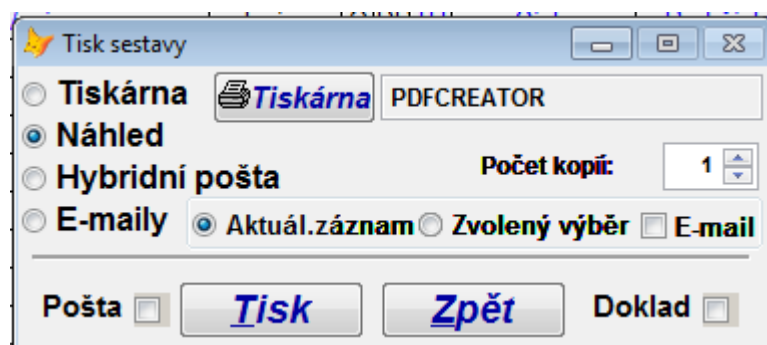 Tisk sestavy
Tiskárna Tiskárna PDFCREATOR
Náhled
Hybridní pošta Počet kopií: 1
E-maily Aktuál.záznam Zvolený výběr E-mail
Pošta Tisk Zpět Doklad